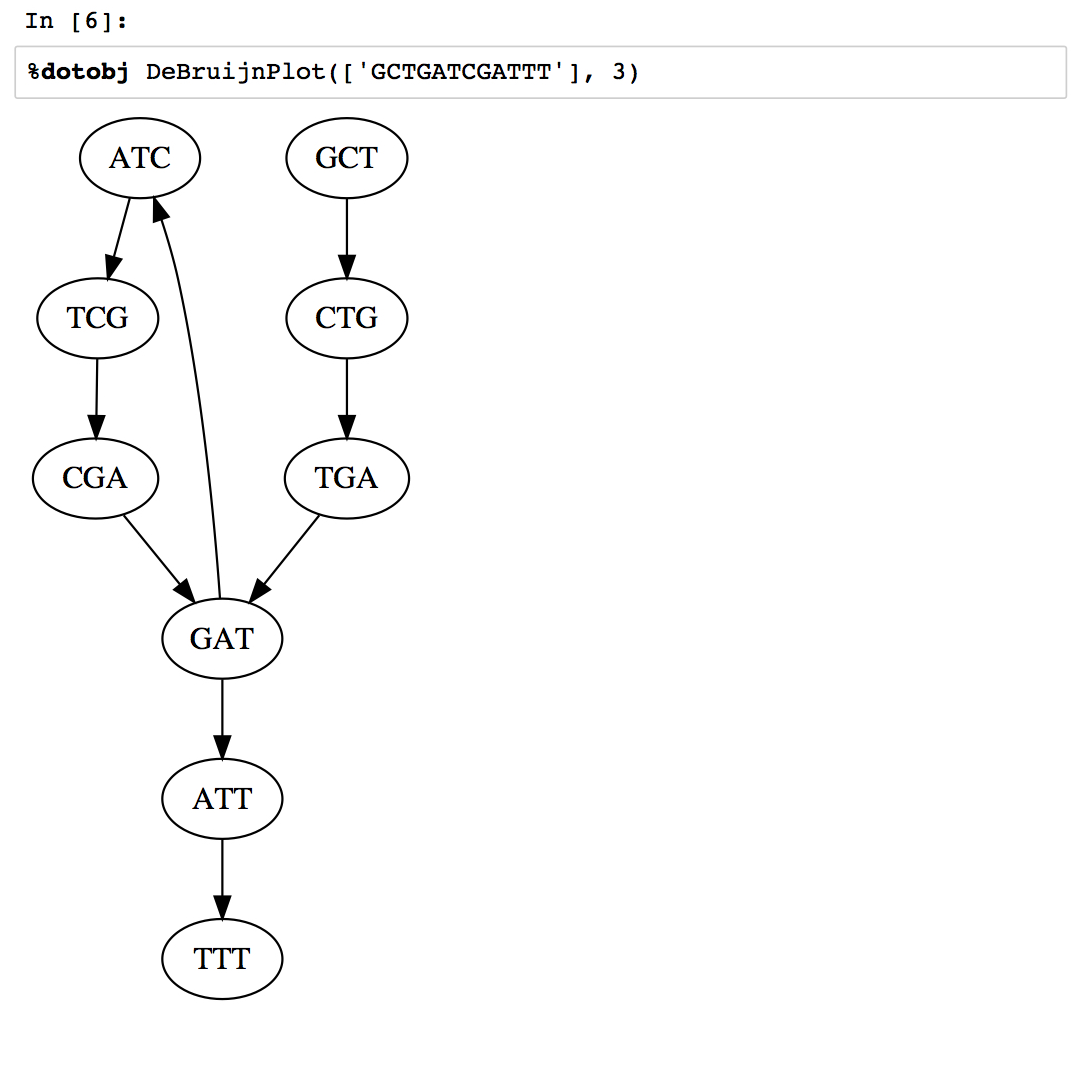 In [6]:
%dotobj DeBruijnPlot(['GCTGATCGATTT'], 3)
ATC GCT
TCG CTG
CGA TGA
GAT
ATT
TTT